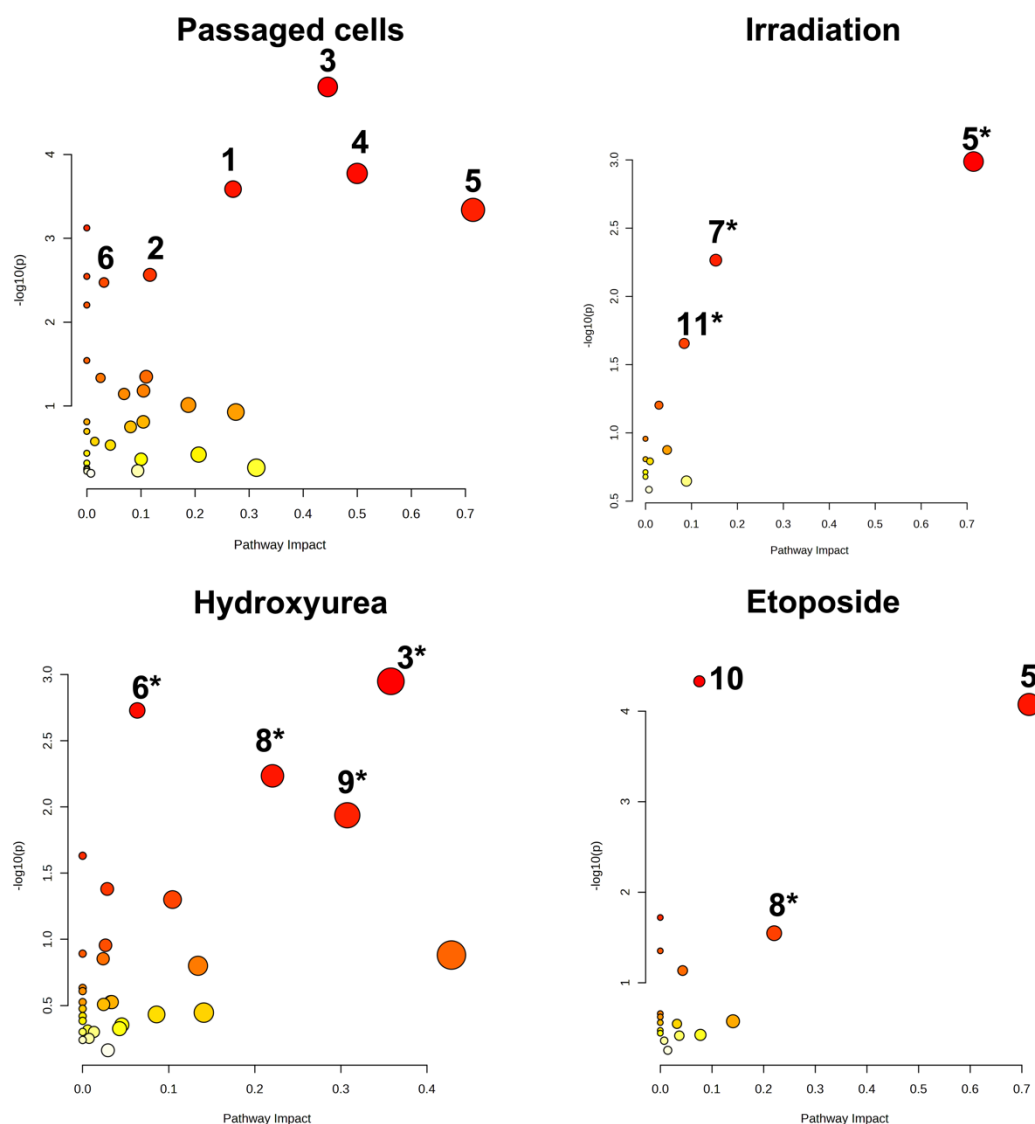 Passaged cells
3
4
1
4
5
-log10(p)
3
6
2
2
1
0.0 0.1 0.2 0.3 0.4 0.5 0.6 0.7
Pathway Impact
Irradiation
5*
3.0
7*
2.5
-log10(p)
2.0
11*
1.5
1.0
0.5
0.0 0.1 0.2 0.3 0.4 0.5 0.6 0.7
Pathway Impact
Hydroxyurea
3*
3.0
6*
2.5
8*
9*
2.0
-log10(p)
1.5
1.0
0.5
0.0 0.1 0.2 0.3 0.4
Pathway Impact
Etoposide
10
5
4
3
-log10(p)
2
8*
1
0.0 0.1 0.2 0.3 0.4 0.5 0.6 0.7
Pathway Impact